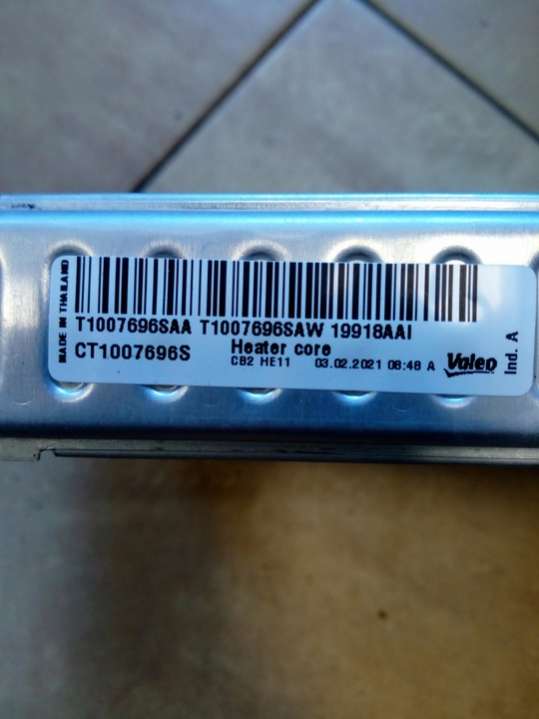 MADE IN THAILAND
T1007696SAA T1007696SAW 19918AAI
CT1007696S
Heater core
CB2 HE11 03.02.2021 08:48 A
Valeo
Ind. A